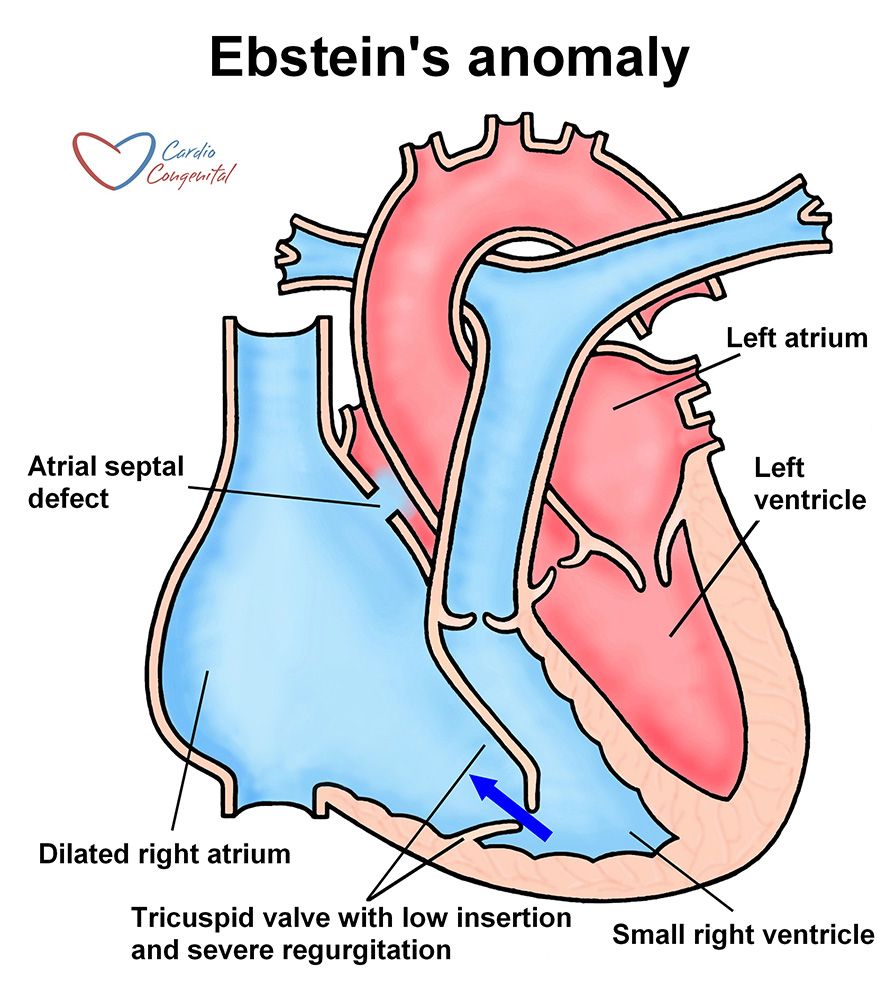 Ebstein's anomaly
Cardio
Congenital
Left atrium
Atrial septal
defect
Left
ventricle
Dilated right atrium
Tricuspid valve with low insertion
and severe regurgitation
Small right ventricle